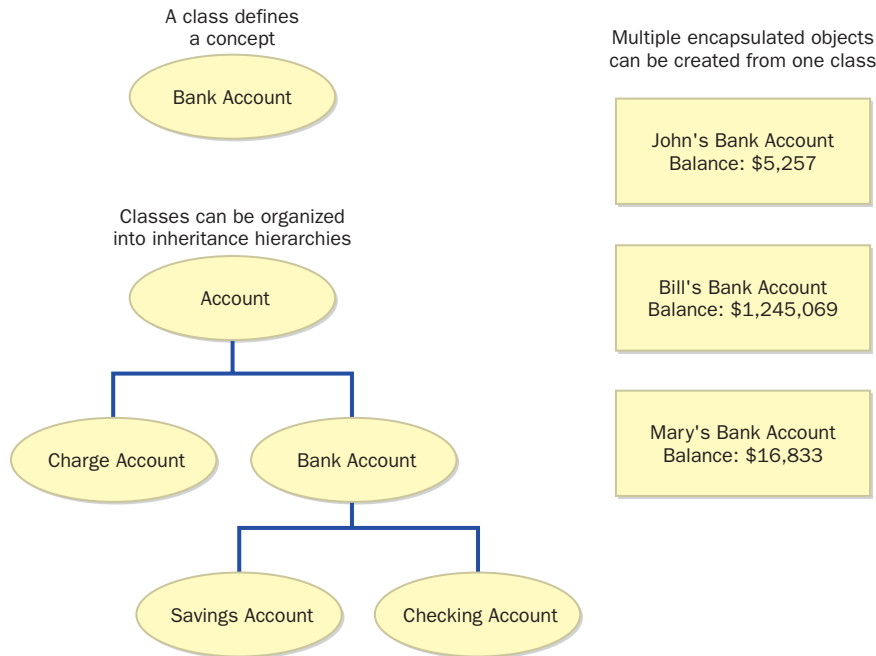 A class defines
a concept
Bank Account
Classes can be organized
into inheritance hierarchies
Account
Charge Account
Bank Account
Savings Account
Checking Account
Multiple encapsulated objects
can be created from one class
John's Bank Account
Balance: $5,257
Bill's Bank Account
Balance: $1,245,069
Mary's Bank Account
Balance: $16,833